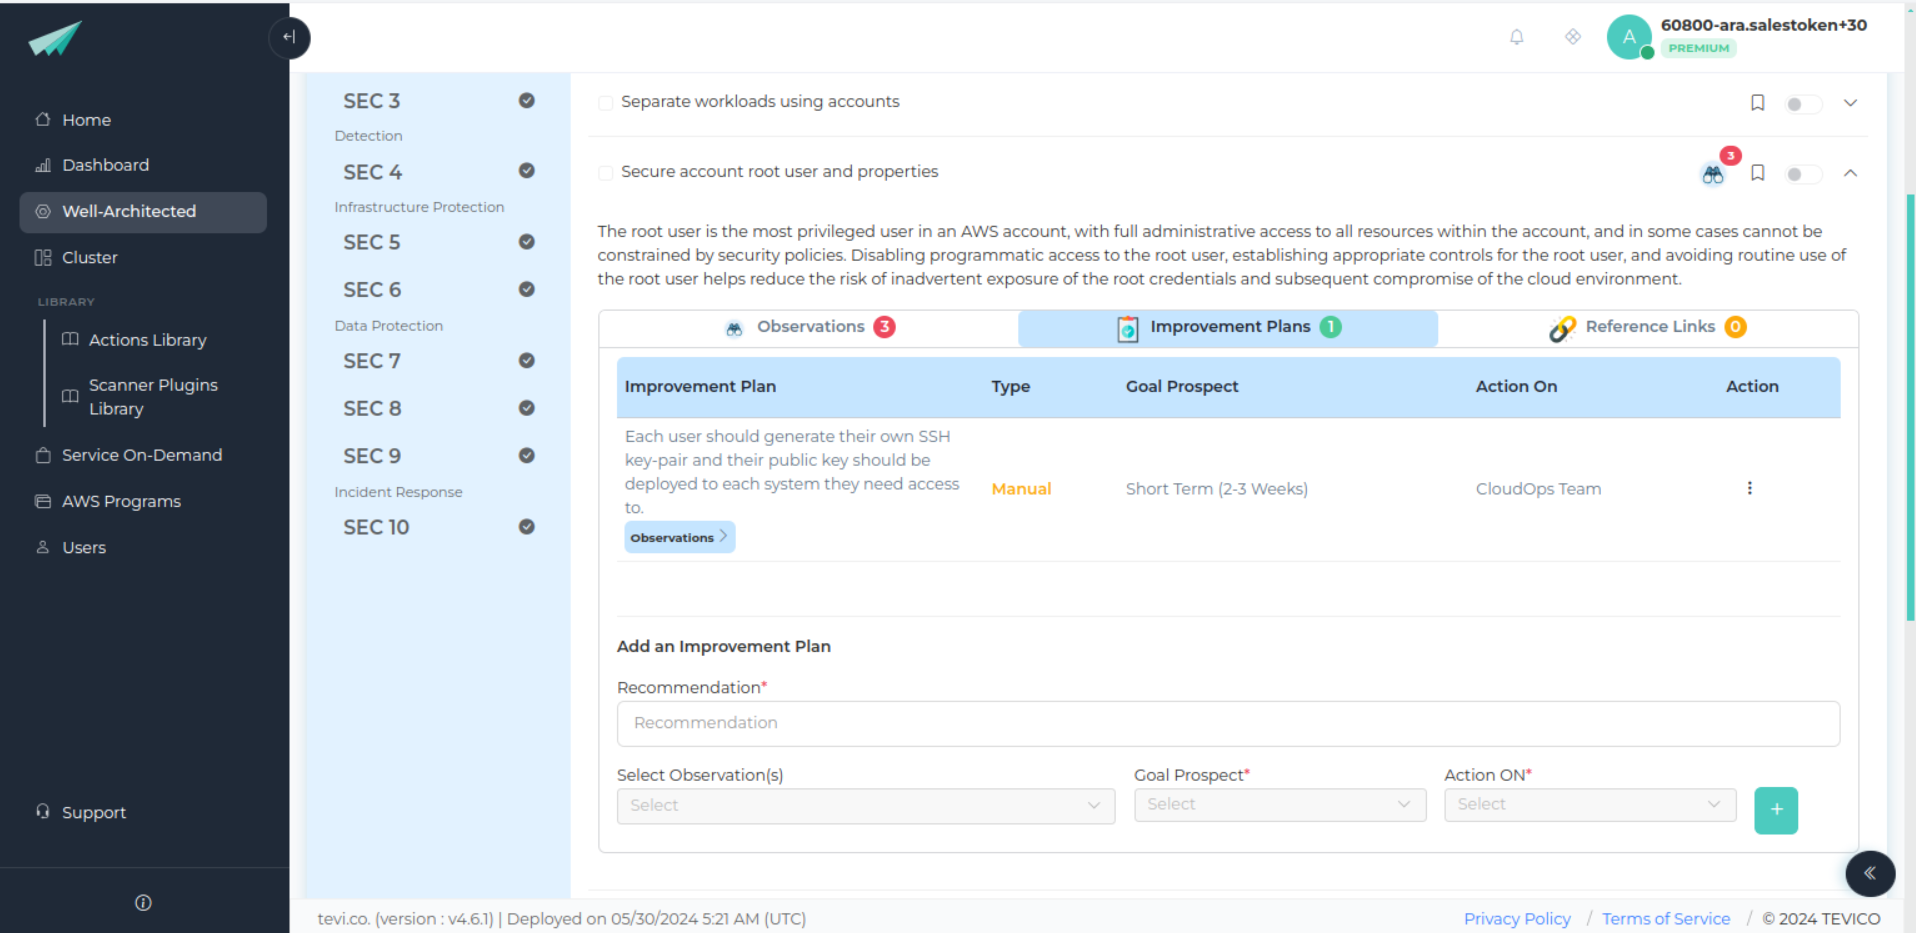 60800-ara.salestoken+30
A
PREMIUM
Home
Dashboard
Well-Architected
Cluster
LIBRARY
Actions Library
Scanner Plugins
Library
Service On-Demand
AWS Programs
Users
Support
SEC 3
Detection
SEC 4
Infrastructure Protection
SEC 5
SEC 6
Data Protection
SEC 7
SEC 8
SEC 9
Incident Response
SEC 10
Separate workloads using accounts
Secure account root user and properties
3
The root user is the most privileged user in an AWS account, with full administrative access to all resources within the account, and in some cases cannot be
constrained by security policies. Disabling programmatic access to the root user, establishing appropriate controls for the root user, and avoiding routine use of
the root user helps reduce the risk of inadvertent exposure of the root credentials and subsequent compromise of the cloud environment.
Observations 3
Improvement Plans 1
Reference Links 0
Improvement Plan Type Goal Prospect Action On Action
Each user should generate their own SSH
key-pair and their public key should be
deployed to each system they need access
to.
Manual Short Term (2-3 Weeks) CloudOps Team
Observations
Add an Improvement Plan
Recommendation*
Recommendation
Select Observation(s) Goal Prospect* Action ON*
Select Select Select
+
tevi.co. (version : v4.6.1) | Deployed on 05/30/2024 5:21 AM (UTC)
Privacy Policy / Terms of Service / © 2024 TEVICO